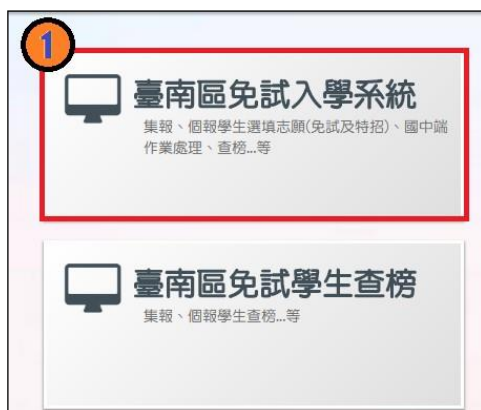 1
臺南區免試入學系統
集報、個報學生選填志願(免試及特招)、國中端
作業處理、查榜...等
臺南區免試學生查榜
集報、個報學生查榜...等